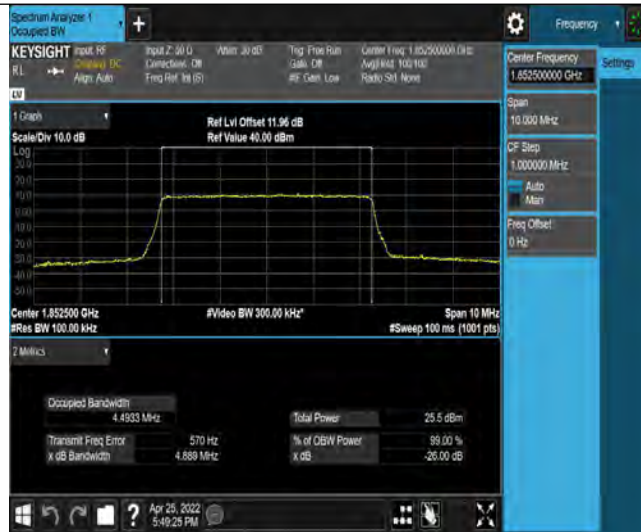 Spectrum Analyzer 1
Occupied BW
Frequency
KEYSIGHT
Input: RF
Coupling: DC
Align: Auto
Input Z: 50 Ω
Corrections: Off
Freq Ref: Int (S)
Atten: 30 dB
Trig: Free Run
Gate: Off
#IF Gain: Low
Center Freq: 1.852500000 GHz
Avg|Hold: 100/100
Radio Std: None
LV
1 Graph
Scale/Div 10.0 dB
Ref Lvl Offset 11.96 dB
Ref Value 40.00 dBm
Log
Center 1.852500 GHz
#Res BW 100.00 kHz
#Video BW 300.00 kHz*
Span 10 MHz
#Sweep 100 ms (1001 pts)
2 Metrics
Occupied Bandwidth
4.4933 MHz
Total Power
25.5 dBm
Transmit Freq Error
570 Hz
% of OBW Power
99.00 %
x dB Bandwidth
4.889 MHz
x dB
-26.00 dB
Center Frequency
1.852500000 GHz
Settings
Span
10.000 MHz
CF Step
1.000000 MHz
Auto
Man
Freq Offset
0 Hz
?
Apr 25, 2022
5:49:25 PM